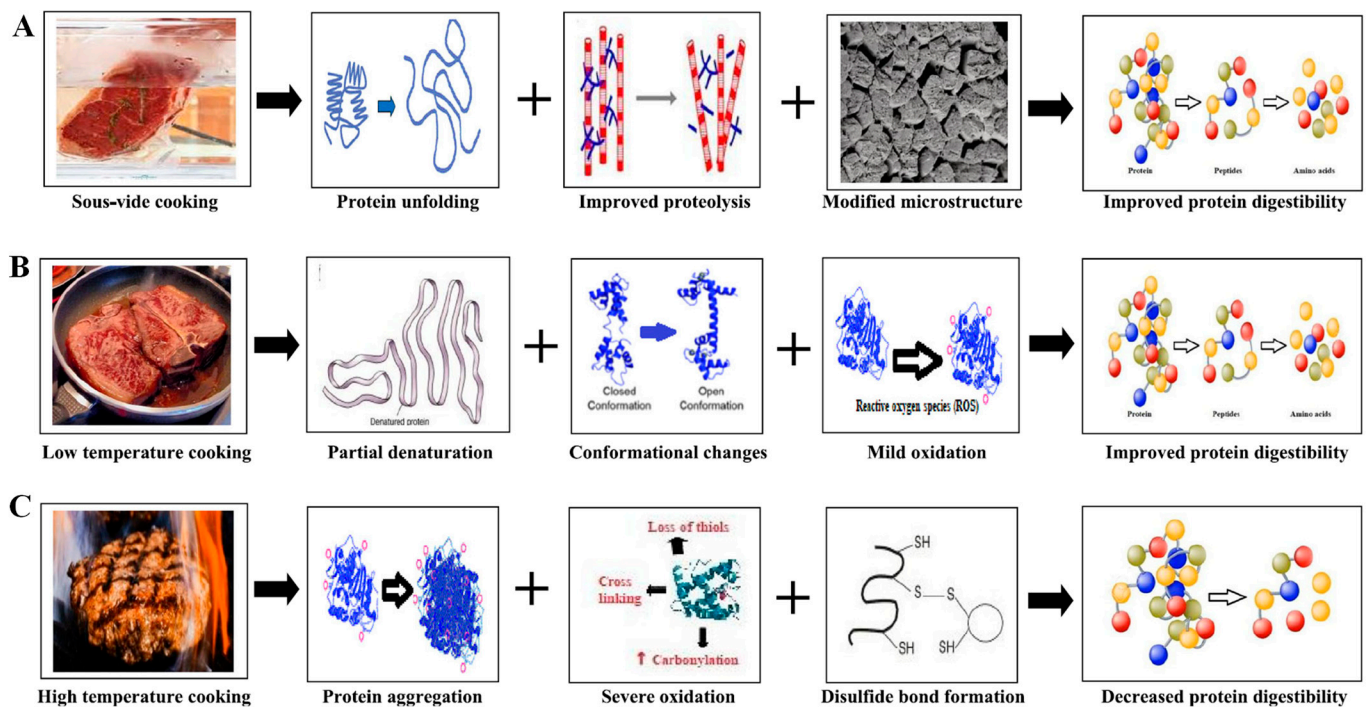 A
Sous-vide cooking
Protein unfolding
Improved proteolysis
Modified microstructure
Protein
Peptides
Amino acids
Improved protein digestibility
B
Low temperature cooking
Denatured protein
Partial denaturation
Closed
Conformation
Open
Conformation
Conformational changes
Reactive oxygen species (ROS)
Mild oxidation
Protein
Peptides
Amino acids
Improved protein digestibility
C
High temperature cooking
Protein aggregation
Loss of thiols
Cross
linking
↑ Carbonylation
Severe oxidation
SH
S
S
SH
SH
Disulfide bond formation
Decreased protein digestibility